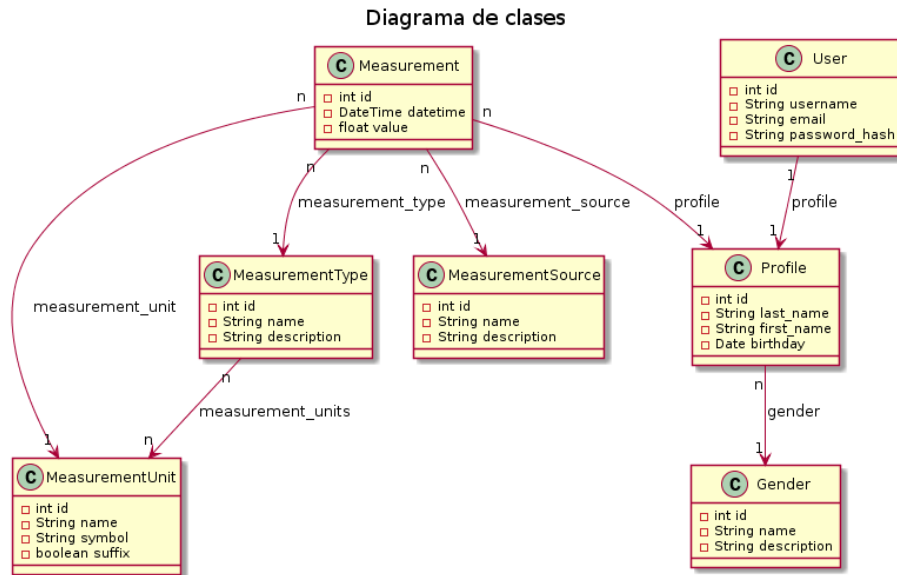 Diagrama de clases
C Measurement
int id
DateTime datetime
float value
C User
int id
String username
String email
String password_hash
n
n
n
n
1
measurement_type
measurement_source
profile
profile
1
1
1
1
C MeasurementType
int id
String name
String description
C MeasurementSource
int id
String name
String description
C Profile
int id
String last_name
String first_name
Date birthday
measurement_unit
n
measurement_units
n
gender
1
n
1
C MeasurementUnit
int id
String name
String symbol
boolean suffix
C Gender
int id
String name
String description